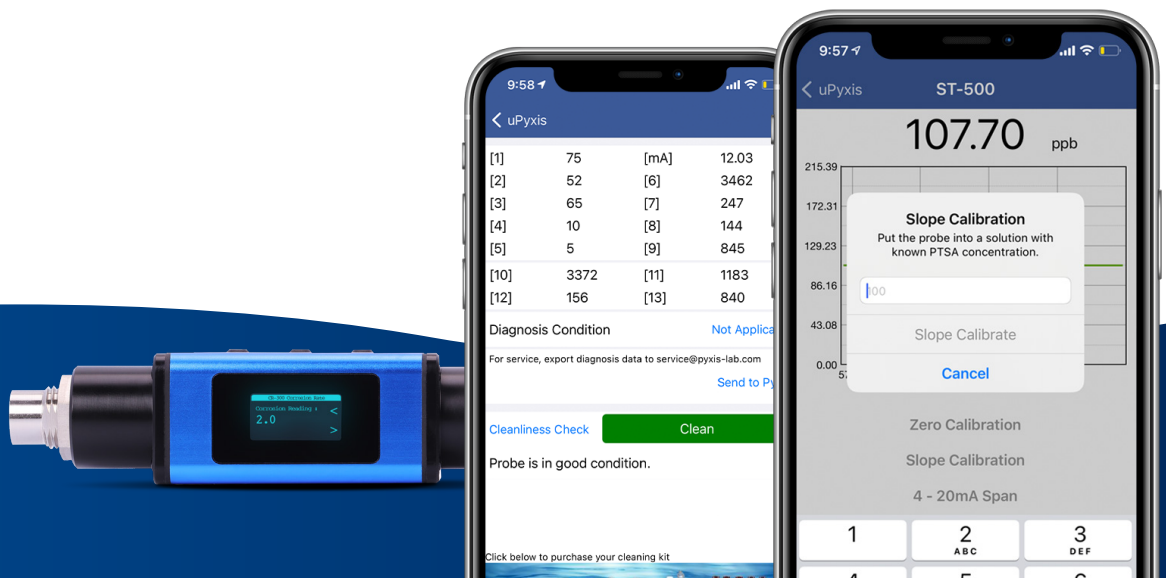 CR-305 Corrosion Rate
Corrosion Reading :
2.0
<
>
9:58
uPyxis
[1] 75 [mA] 12.03
[2] 52 [6] 3462
[3] 65 [7] 247
[4] 10 [8] 144
[5] 5 [9] 845
[10] 3372 [11] 1183
[12] 156 [13] 840
Diagnosis Condition Not Applica
For service, export diagnosis data to service@pyxis-lab.com
Send to Py
Cleanliness Check Clean
Probe is in good condition.
Click below to purchase your cleaning kit
9:57
uPyxis ST-500
107.70 ppb
215.39
172.31
129.23
86.16
43.08
0.00
57
Slope Calibration
Put the probe into a solution with
known PTSA concentration.
100
Slope Calibrate
Cancel
Zero Calibration
Slope Calibration
4 - 20mA Span
1 2 3
ABC DEF